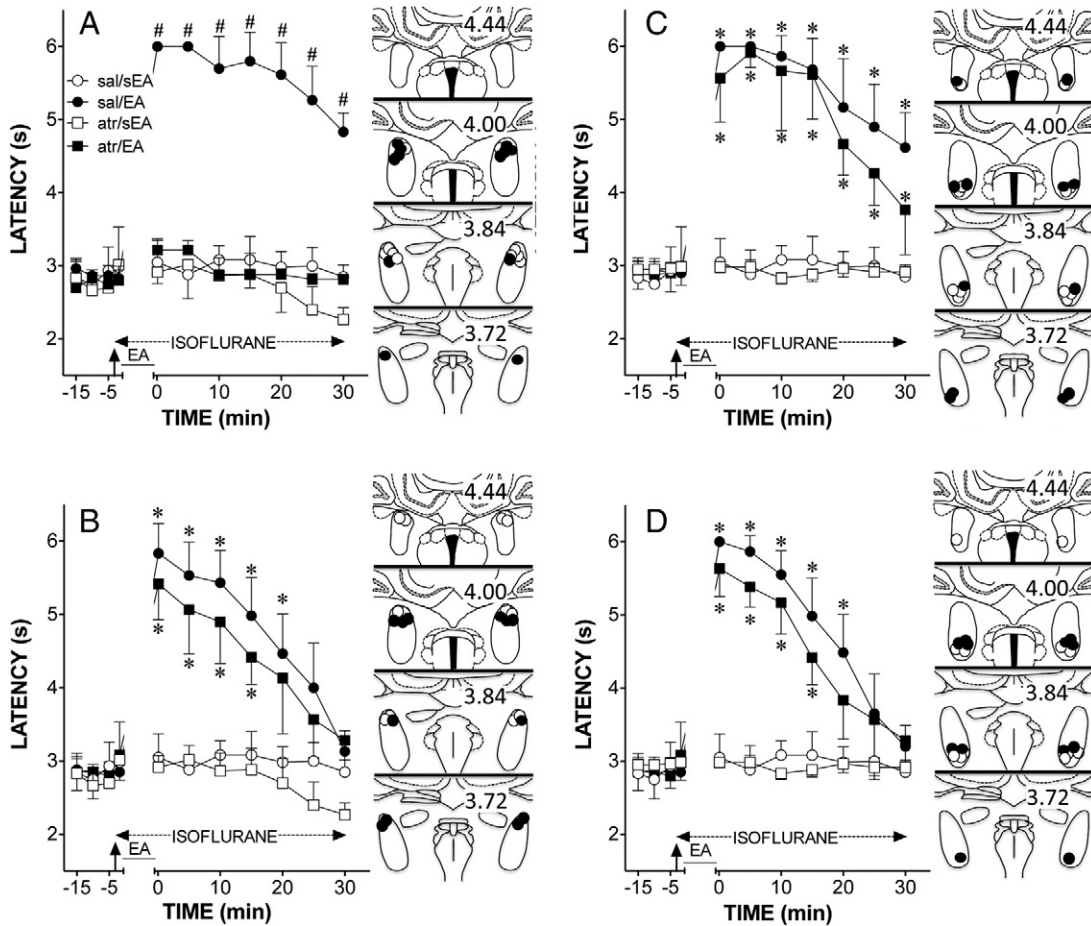 A
LATENCY (s)
6
5
4
3
2
# # # # # # #
sal/sEA
sal/EA
atr/sEA
atr/EA
ISOFLURANE
EA
-15 -5 0 10 20 30
TIME (min)
4.44
4.00
3.84
3.72
C
LATENCY (s)
6
5
4
3
2
* * * * * * *
* * * * * * *
ISOFLURANE
EA
-15 -5 0 10 20 30
TIME (min)
4.44
4.00
3.84
3.72
B
LATENCY (s)
6
5
4
3
2
* * * * *
* * * *
ISOFLURANE
EA
-15 -5 0 10 20 30
TIME (min)
4.44
4.00
3.84
3.72
D
LATENCY (s)
6
5
4
3
2
* * * * *
* * * *
ISOFLURANE
EA
-15 -5 0 10 20 30
TIME (min)
4.44
4.00
3.84
3.72